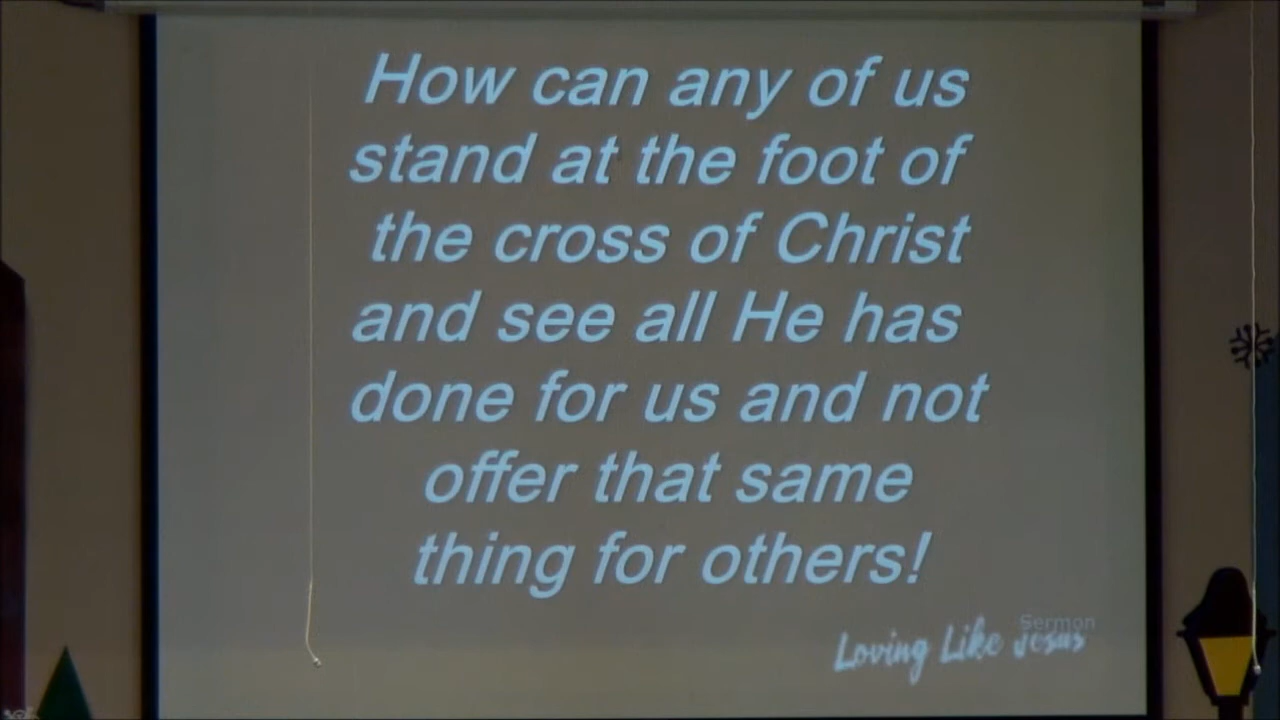 How can any of us
stand at the foot of
the cross of Christ
and see all He has
done for us and not
offer that same
thing for others!
Sermon
Loving Like Jesus